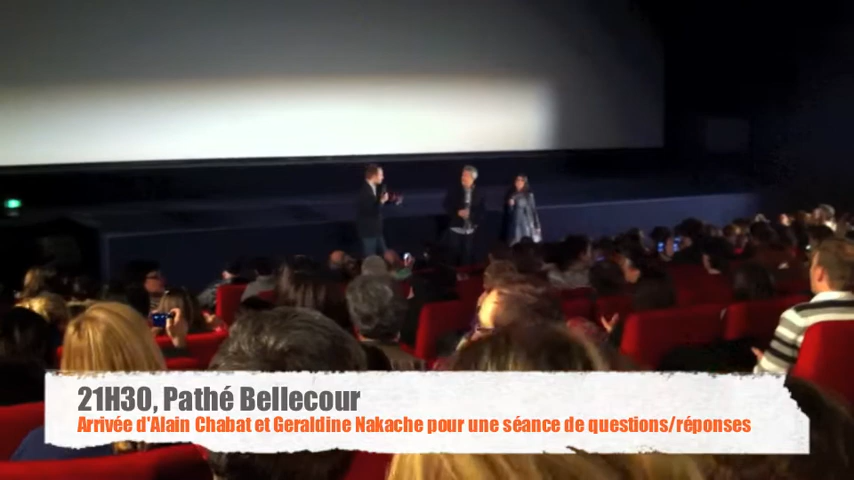 21H30, Pathé Bellecour
Arrivée d'Alain Chabat et Geraldine Nakache pour une séance de questions/réponses